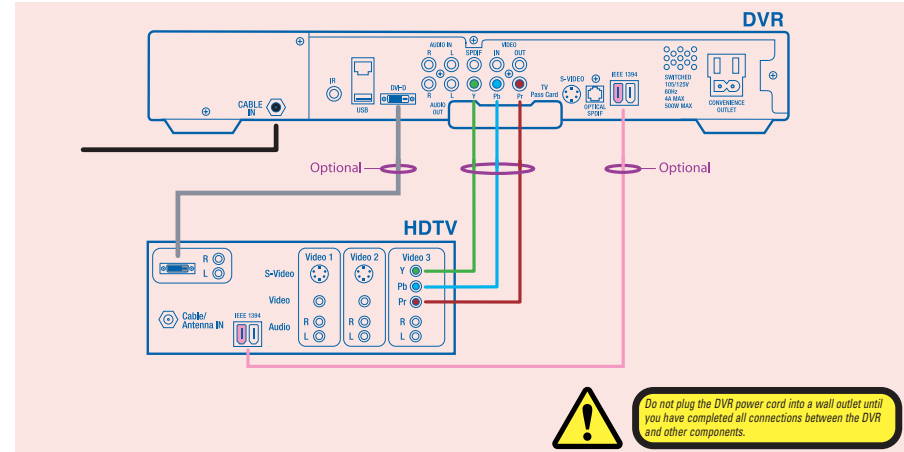 DVR
AUDIO IN
VIDEO
R
L
SPDIF
IN
OUT
IR
USB
DVI-D
CABLE
IN
R
L
Y
Pb
Pr
AUDIO
OUT
TV
Pass Card
S-VIDEO
OPTICAL
SPDIF
IEEE 1394
SWITCHED
105/125V
60Hz
4A MAX
500W MAX
CONVENIENCE
OUTLET
Optional
Optional
HDTV
R
L
Cable/
Antenna IN
IEEE 1394
S-Video
Video
Audio
Video 1
R
L
Video 2
R
L
Video 3
Y
Pb
Pr
R
L
Do not plug the DVR power cord into a wall outlet until
you have completed all connections between the DVR
and other components.